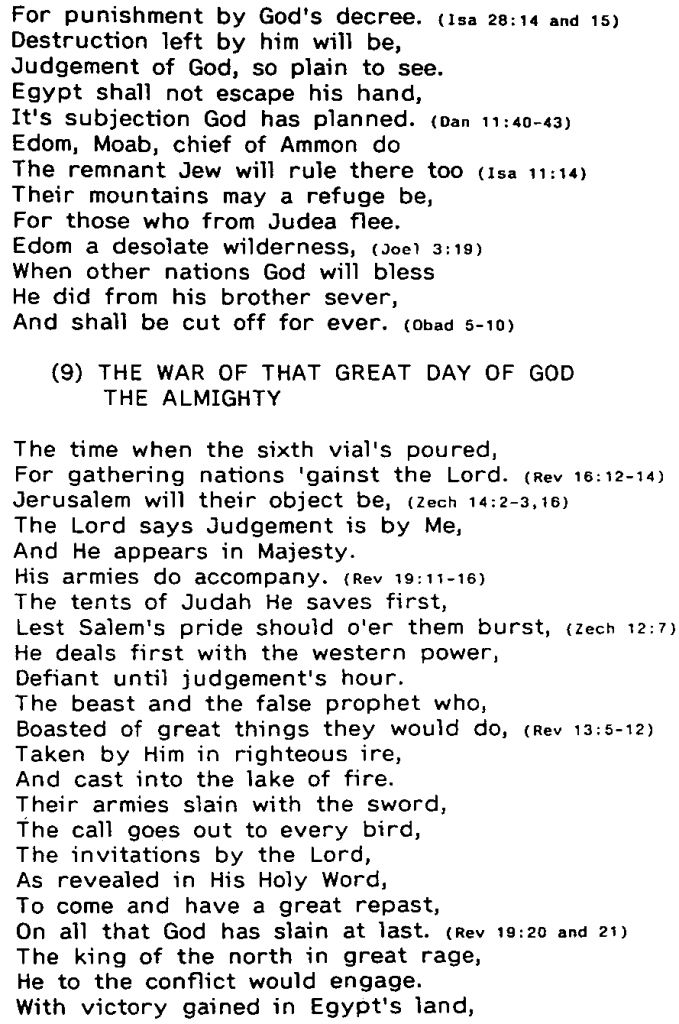 For punishment by God's decree. (Isa 28:14 and 15)
Destruction left by him will be,
Judgement of God, so plain to see.
Egypt shall not escape his hand,
It's subjection God has planned. (Dan 11:40-43)
Edom, Moab, chief of Ammon do
The remnant Jew will rule there too (Isa 11:14)
Their mountains may a refuge be,
For those who from Judea flee.
Edom a desolate wilderness, (Joel 3:19)
When other nations God will bless
He did from his brother sever,
And shall be cut off for ever. (Obad 5-10)
(9) THE WAR OF THAT GREAT DAY OF GOD
THE ALMIGHTY
The time when the sixth vial's poured,
For gathering nations 'gainst the Lord. (Rev 16:12-14)
Jerusalem will their object be, (Zech 14:2-3,16)
The Lord says Judgement is by Me,
And He appears in Majesty.
His armies do accompany. (Rev 19:11-16)
The tents of Judah He saves first,
Lest Salem's pride should o'er them burst, (Zech 12:7)
He deals first with the western power,
Defiant until judgement's hour.
The beast and the false prophet who,
Boasted of great things they would do, (Rev 13:5-12)
Taken by Him in righteous ire,
And cast into the lake of fire.
Their armies slain with the sword,
The call goes out to every bird,
The invitations by the Lord,
As revealed in His Holy Word,
To come and have a great repast,
On all that God has slain at last. (Rev 19:20 and 21)
The king of the north in great rage,
He to the conflict would engage.
With victory gained in Egypt's land,